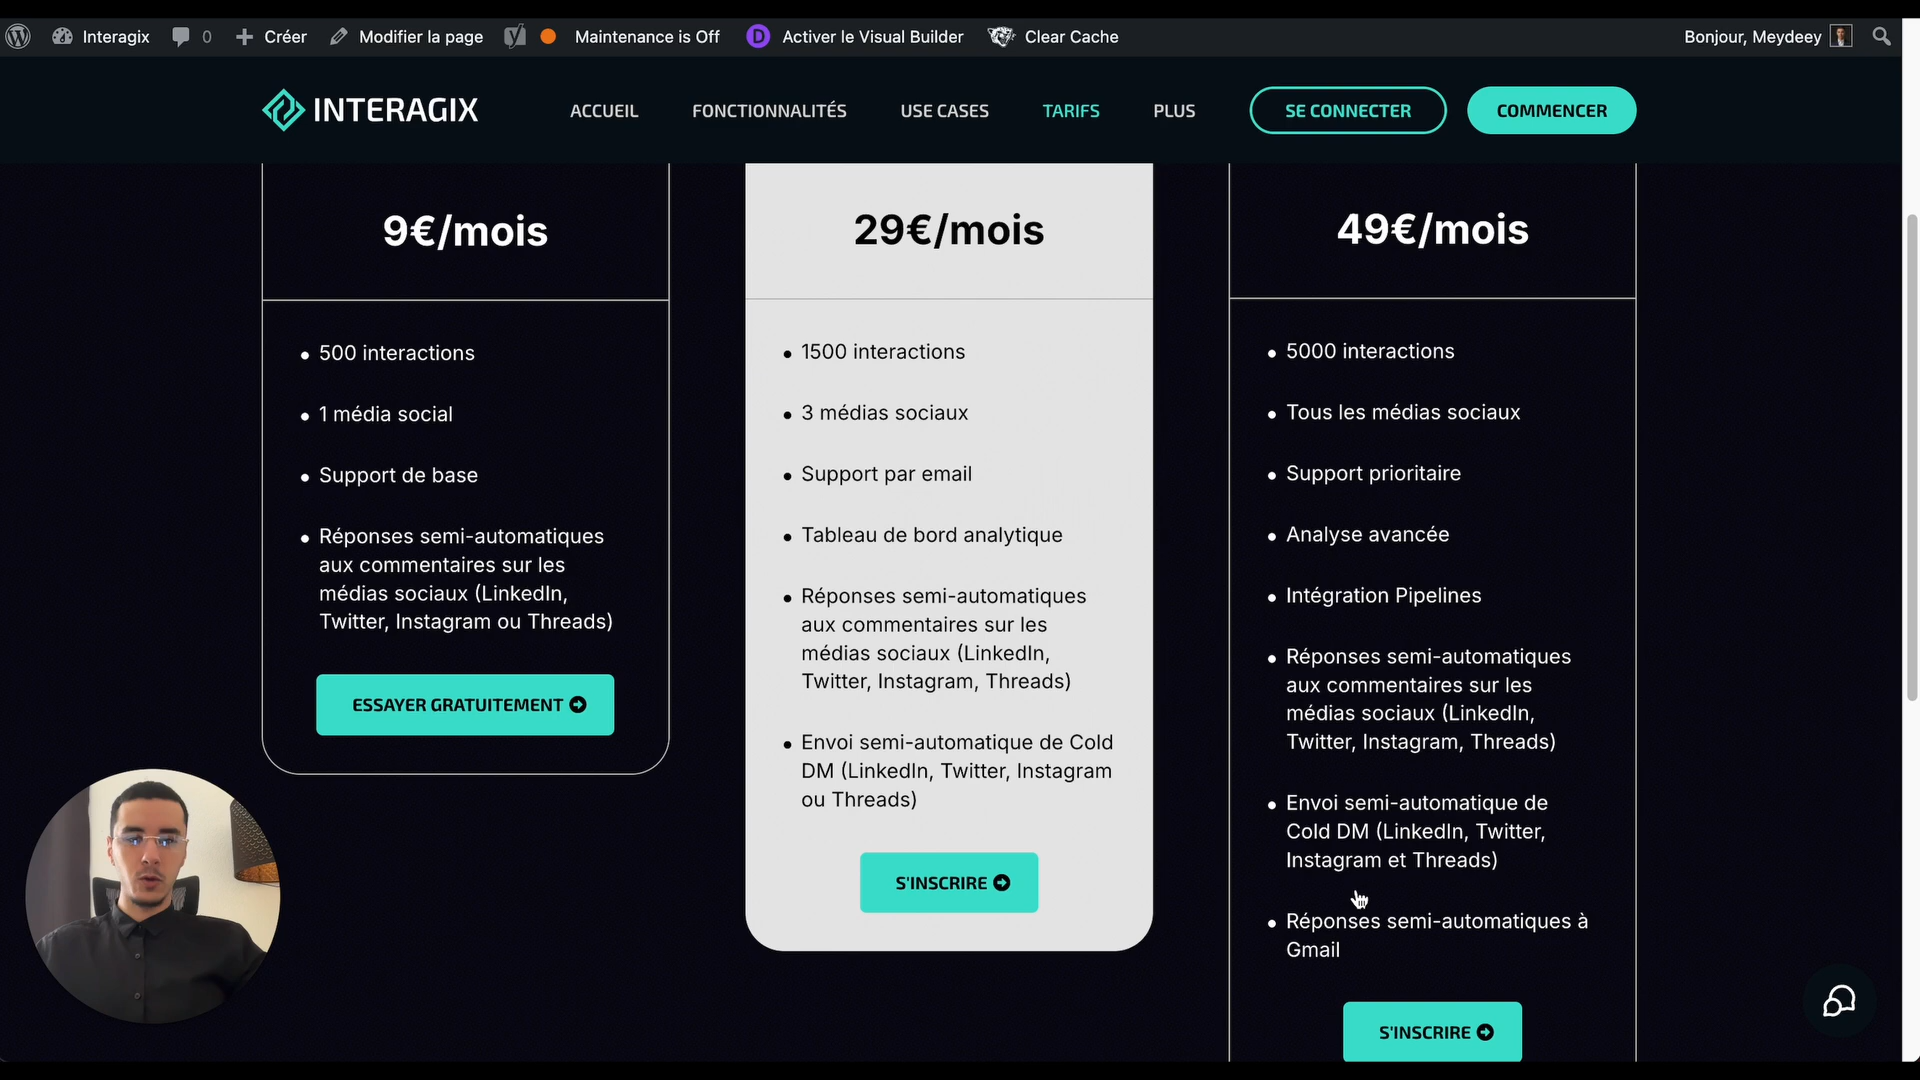 Interagix
0
Créer
Modifier la page
Maintenance is Off
D
Activer le Visual Builder
Clear Cache
Bonjour, Meydeey
INTERAGIX
ACCUEIL
FONCTIONNALITÉS
USE CASES
TARIFS
PLUS
SE CONNECTER
COMMENCER
9€/mois
• 500 interactions
• 1 média social
• Support de base
• Réponses semi-automatiques
aux commentaires sur les
médias sociaux (LinkedIn,
Twitter, Instagram ou Threads)
ESSAYER GRATUITEMENT
29€/mois
• 1500 interactions
• 3 médias sociaux
• Support par email
• Tableau de bord analytique
• Réponses semi-automatiques
aux commentaires sur les
médias sociaux (LinkedIn,
Twitter, Instagram, Threads)
• Envoi semi-automatique de Cold
DM (LinkedIn, Twitter, Instagram
ou Threads)
S'INSCRIRE
49€/mois
• 5000 interactions
• Tous les médias sociaux
• Support prioritaire
• Analyse avancée
• Intégration Pipelines
• Réponses semi-automatiques
aux commentaires sur les
médias sociaux (LinkedIn,
Twitter, Instagram, Threads)
• Envoi semi-automatique de
Cold DM (LinkedIn, Twitter,
Instagram et Threads)
• Réponses semi-automatiques à
Gmail
S'INSCRIRE